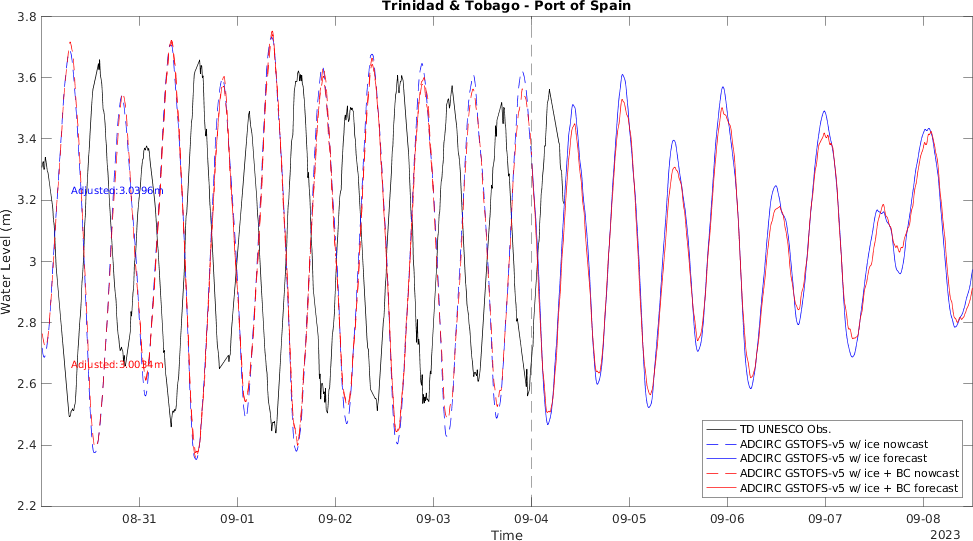 Trinidad & Tobago - Port of Spain
3.8
3.6
3.4
3.2
3
2.8
2.6
2.4
2.2
Water Level (m)
Adjusted:3.0396m
Adjusted:3.0034m
TD UNESCO Obs.
ADCIRC GSTOFS-v5 w/ ice nowcast
ADCIRC GSTOFS-v5 w/ ice forecast
ADCIRC GSTOFS-v5 w/ ice + BC nowcast
ADCIRC GSTOFS-v5 w/ ice + BC forecast
08-31 09-01 09-02 09-03 09-04 09-05 09-06 09-07 09-08
Time
2023